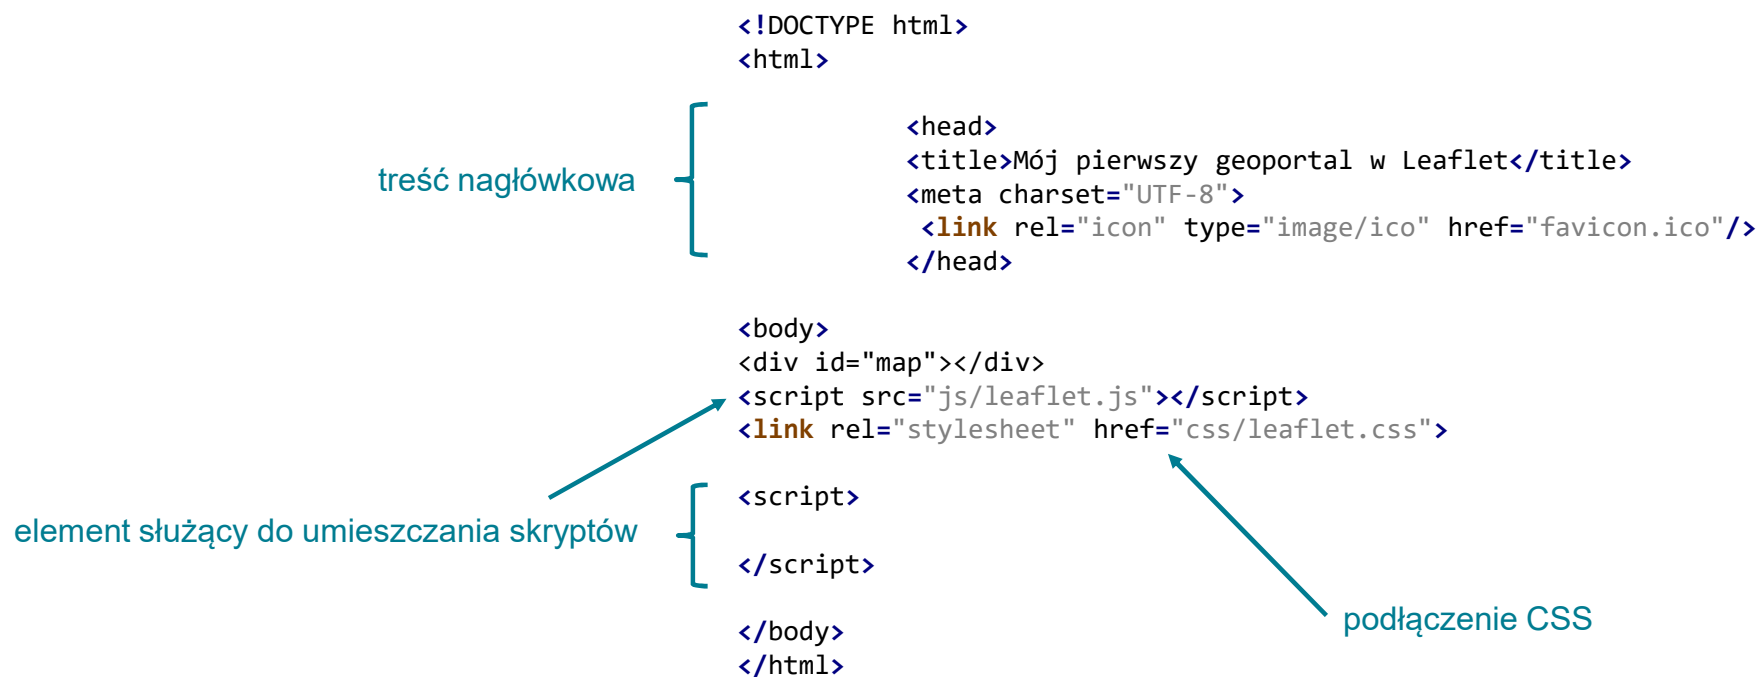 <!DOCTYPE html>
<html>
<head>
treść nagłówkowa
<title>Mój pierwszy geoportal w Leaflet</title>
<meta charset="UTF-8">
<link rel="icon" type="image/ico" href="favicon.ico"/>
</head>
<body>
<div id="map"></div>
<script src="js/leaflet.js"></script>
<link rel="stylesheet" href="css/leaflet.css">
<script>
element służący do umieszczania skryptów
</script>
podłączenie CSS
</body>
</html>